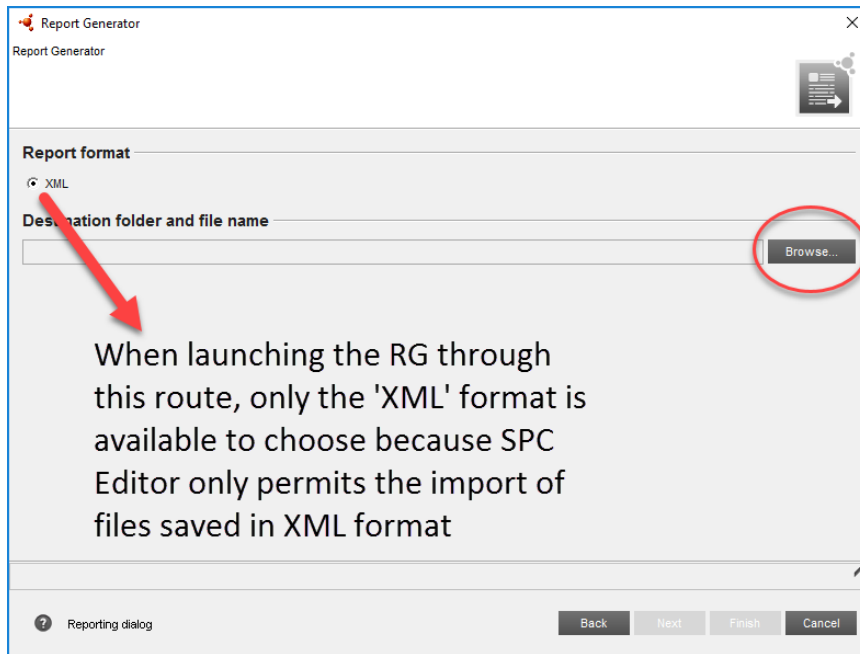 Report Generator
Report Generator
Report format
XML
Destination folder and file name
Browse...
When launching the RG through
this route, only the 'XML' format is
available to choose because SPC
Editor only permits the import of
files saved in XML format
Reporting dialog
Back
Next
Finish
Cancel